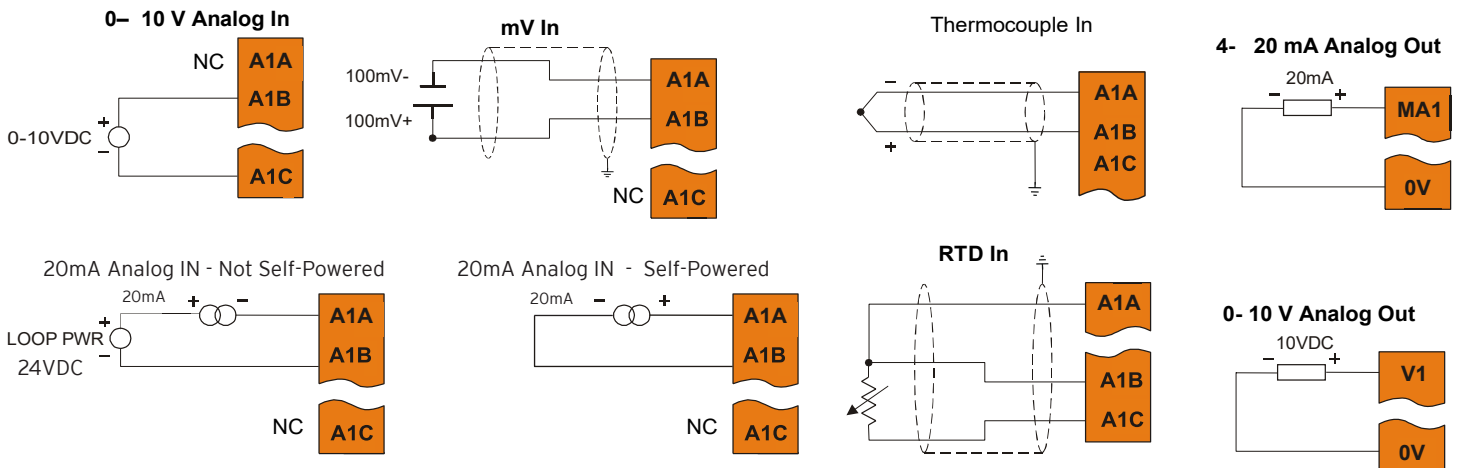 0– 10 V Analog In
NC
A1A
A1B
0-10VDC
+
–
A1C
mV In
100mV-
100mV+
A1A
A1B
NC
A1C
Thermocouple In
–
+
A1A
A1B
A1C
4- 20 mA Analog Out
20mA
– +
MA1
0V
20mA Analog IN - Not Self-Powered
20mA
+ –
+
LOOP PWR
–
24VDC
A1A
A1B
NC
A1C
20mA Analog IN - Self-Powered
20mA
– +
A1A
A1B
NC
A1C
RTD In
A1A
A1B
A1C
0- 10 V Analog Out
10VDC
– +
V1
0V